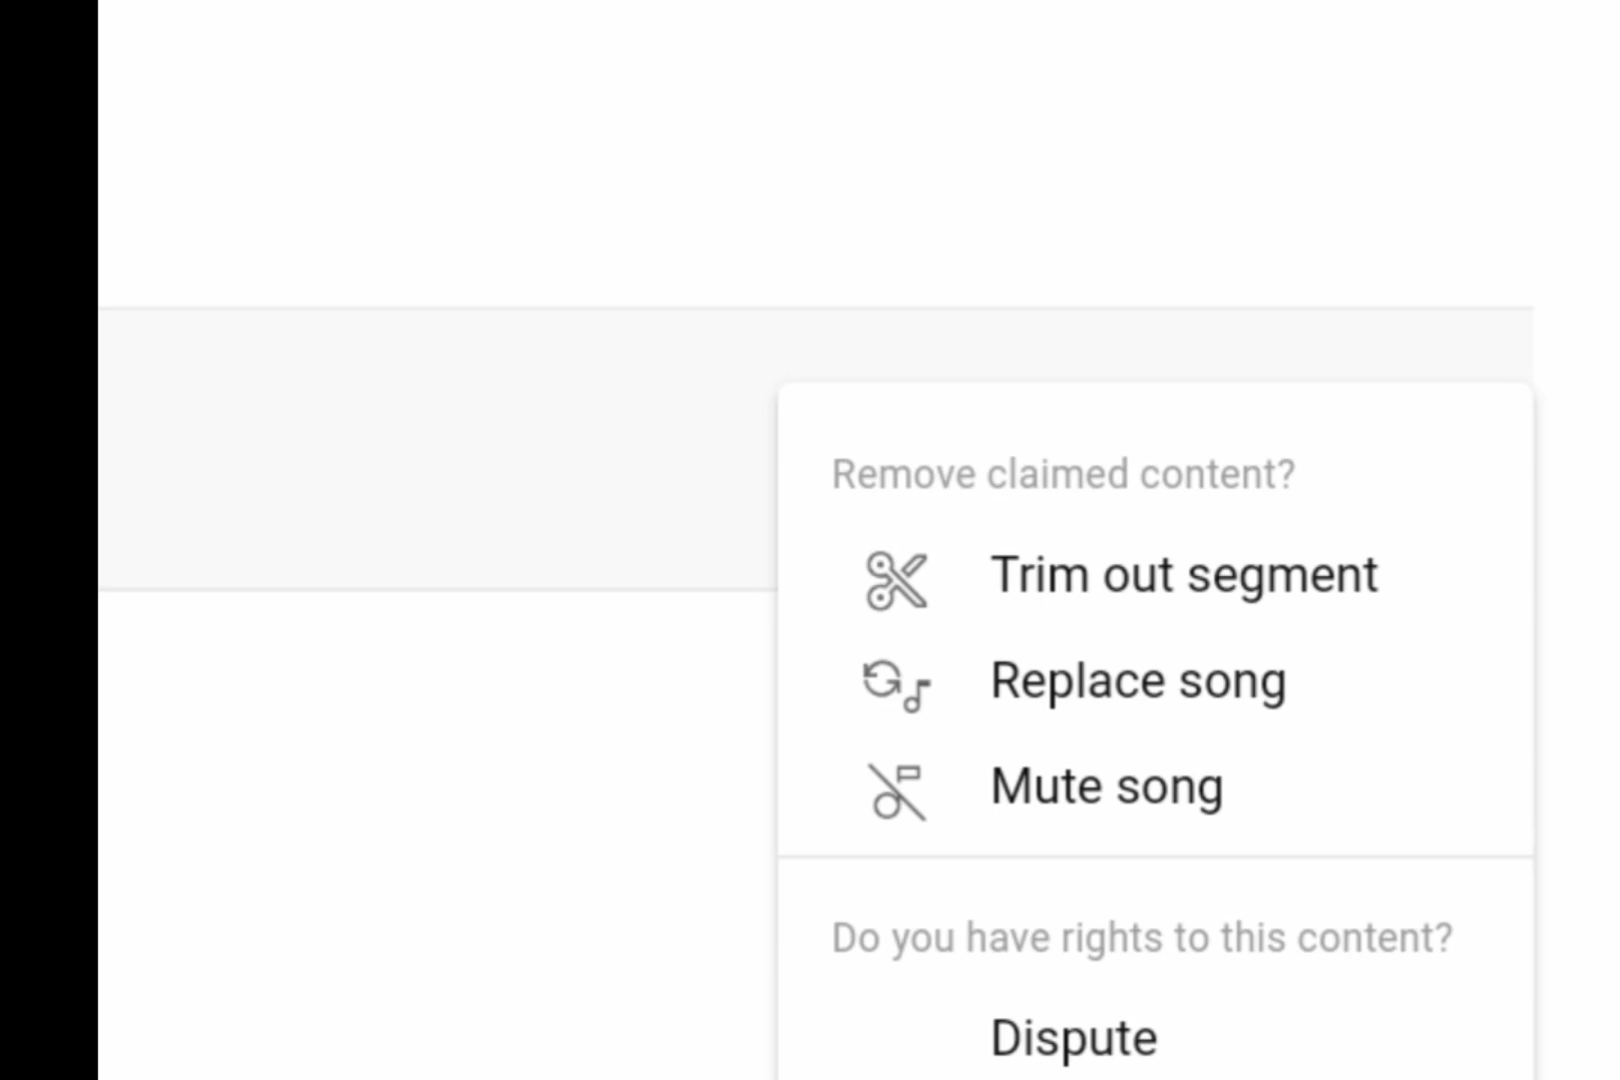 Remove claimed content?
Trim out segment
Replace song
Mute song
Do you have rights to this content?
Dispute